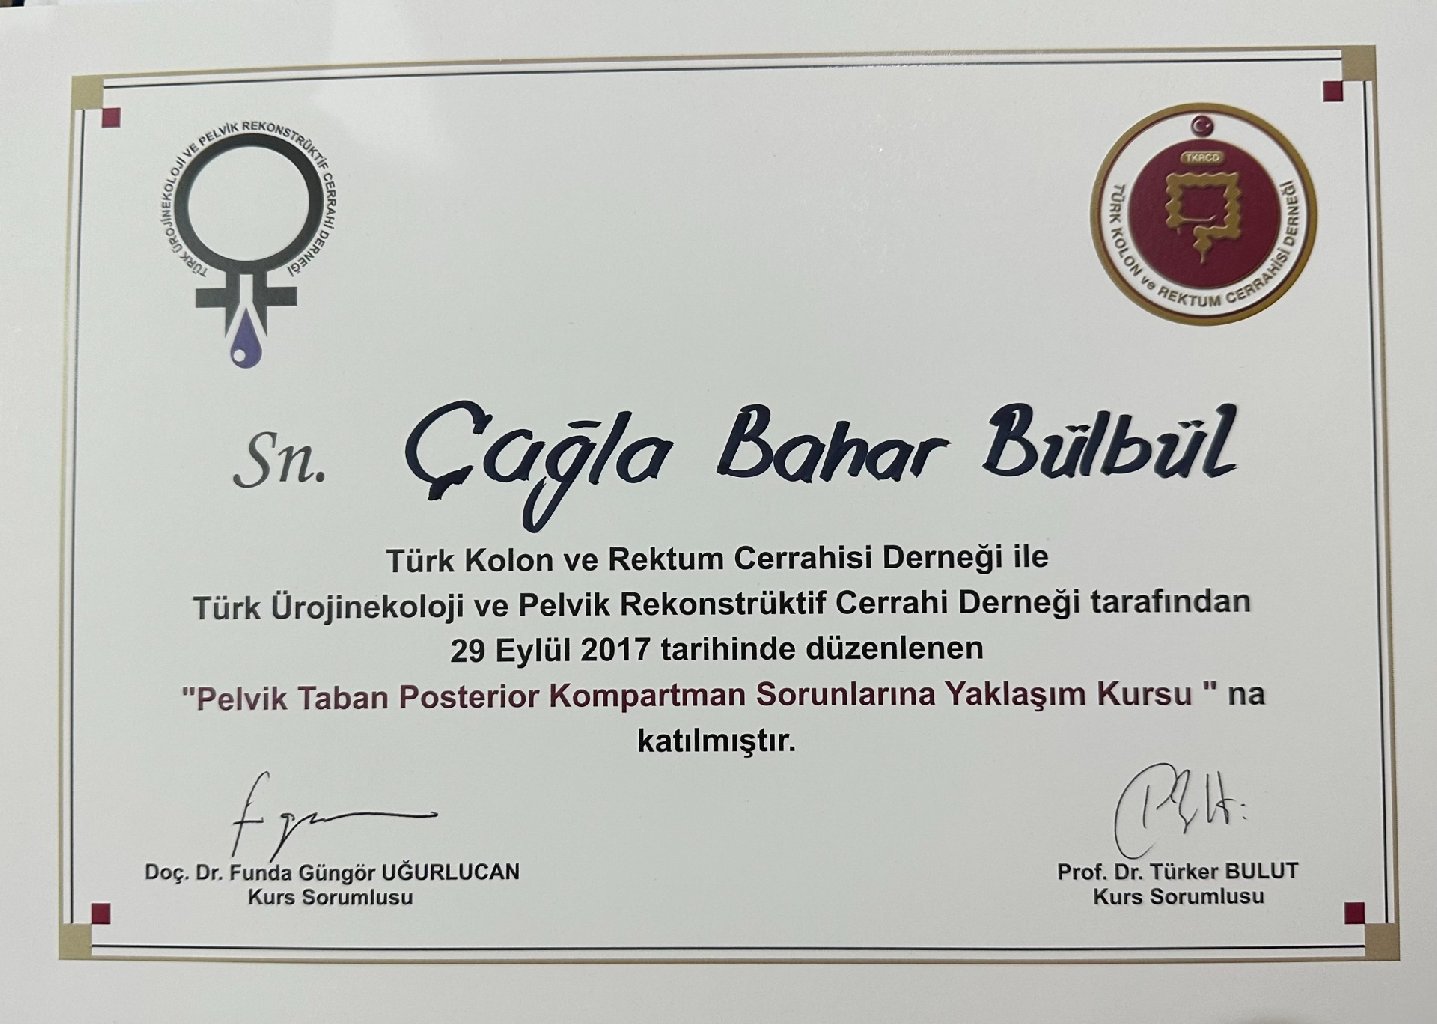 TÜRK ÜROJİNEKOLOJİ VE PELVİK REKONSTRÜKTİF CERRAHİ DERNEĞİ
TKRCD
TÜRK KOLON ve REKTUM CERRAHİSİ DERNEĞİ
Sn. Çağla Bahar Bülbül
Türk Kolon ve Rektum Cerrahisi Derneği ile
Türk Ürojinekoloji ve Pelvik Rekonstrüktif Cerrahi Derneği tarafından
29 Eylül 2017 tarihinde düzenlenen
"Pelvik Taban Posterior Kompartman Sorunlarına Yaklaşım Kursu " na
katılmıştır.
Doç. Dr. Funda Güngör UĞURLUCAN
Kurs Sorumlusu
Prof. Dr. Türker BULUT
Kurs Sorumlusu